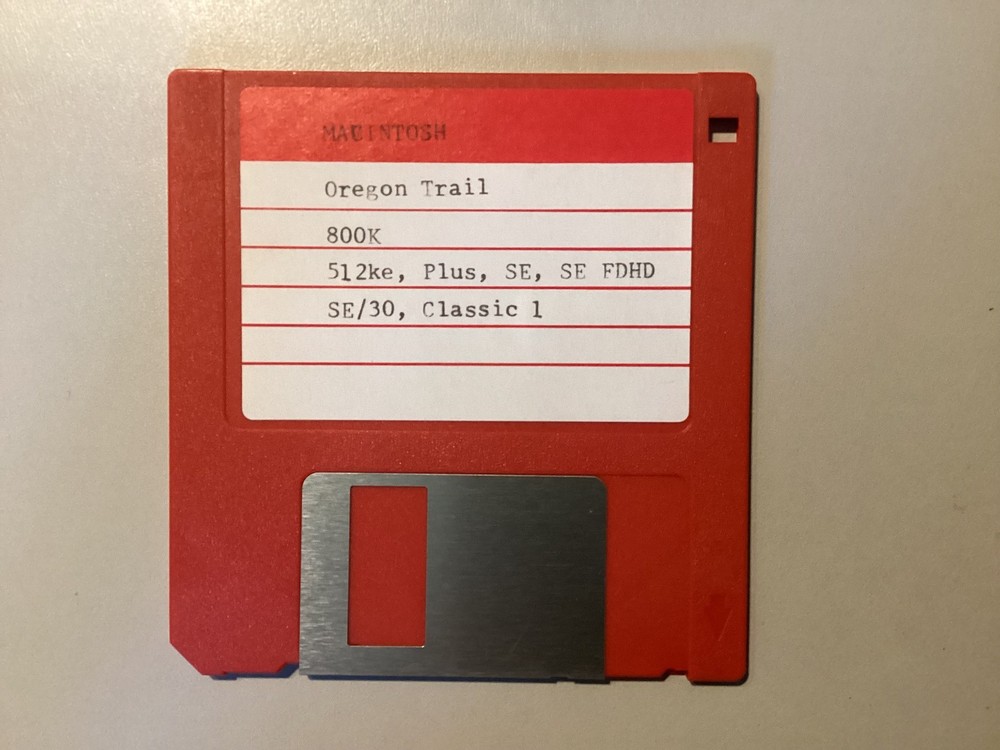 MACINTOSH
Oregon Trail
800K
512ke, Plus, SE, SE FDHD
SE/30, Classic 1